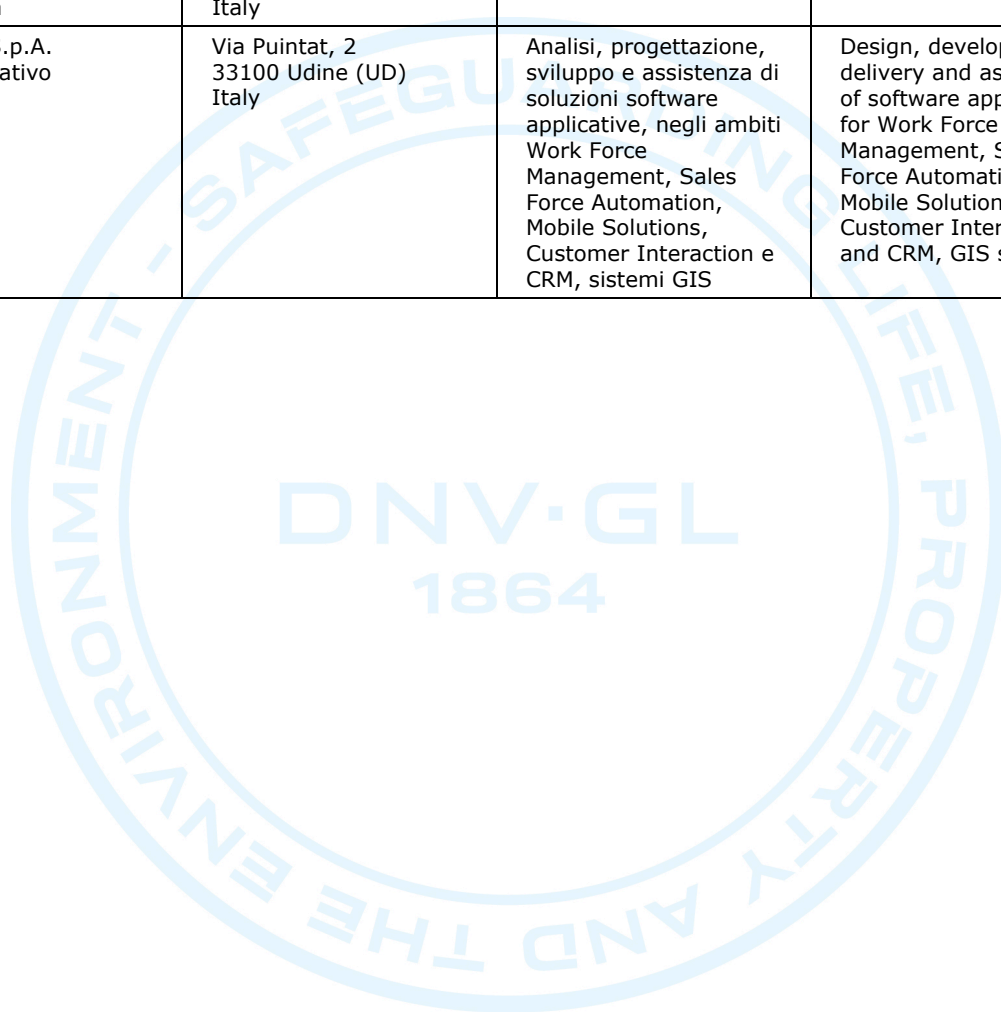 Italy
.p.A.
ativo
Via Puintat, 2
33100 Udine (UD)
Italy
Analisi, progettazione,
sviluppo e assistenza di
soluzioni software
applicative, negli ambiti
Work Force
Management, Sales
Force Automation,
Mobile Solutions,
Customer Interaction e
CRM, sistemi GIS
Design, develop
delivery and as
of software app
for Work Force
Management, S
Force Automati
Mobile Solution
Customer Inter
and CRM, GIS s
SAFEGUARDING LIFE, PROPERTY AND THE ENVIRONMENT -
DNV·GL
1864